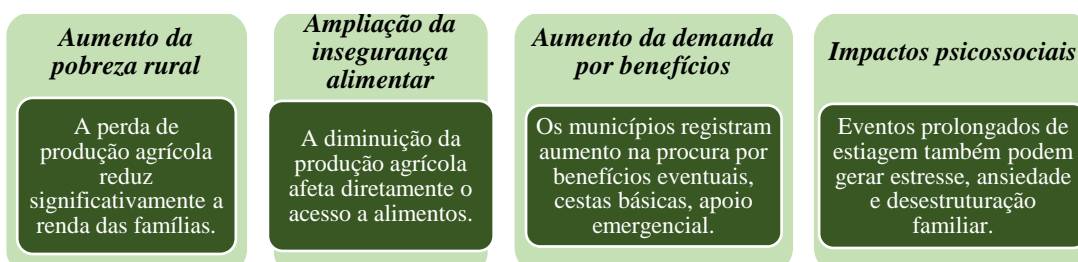 Aumento da
pobreza rural
A perda de
produção agrícola
reduz
significativamente a
renda das famílias.
Ampliação da
insegurança
alimentar
A diminuição da
produção agrícola
afeta diretamente o
acesso a alimentos.
Aumento da demanda
por benefícios
Os municípios registram
aumento na procura por
benefícios eventuais,
cestas básicas, apoio
emergencial.
Impactos psicossociais
Eventos prolongados de
estiagem também podem
gerar estresse, ansiedade
e desestruturação
familiar.